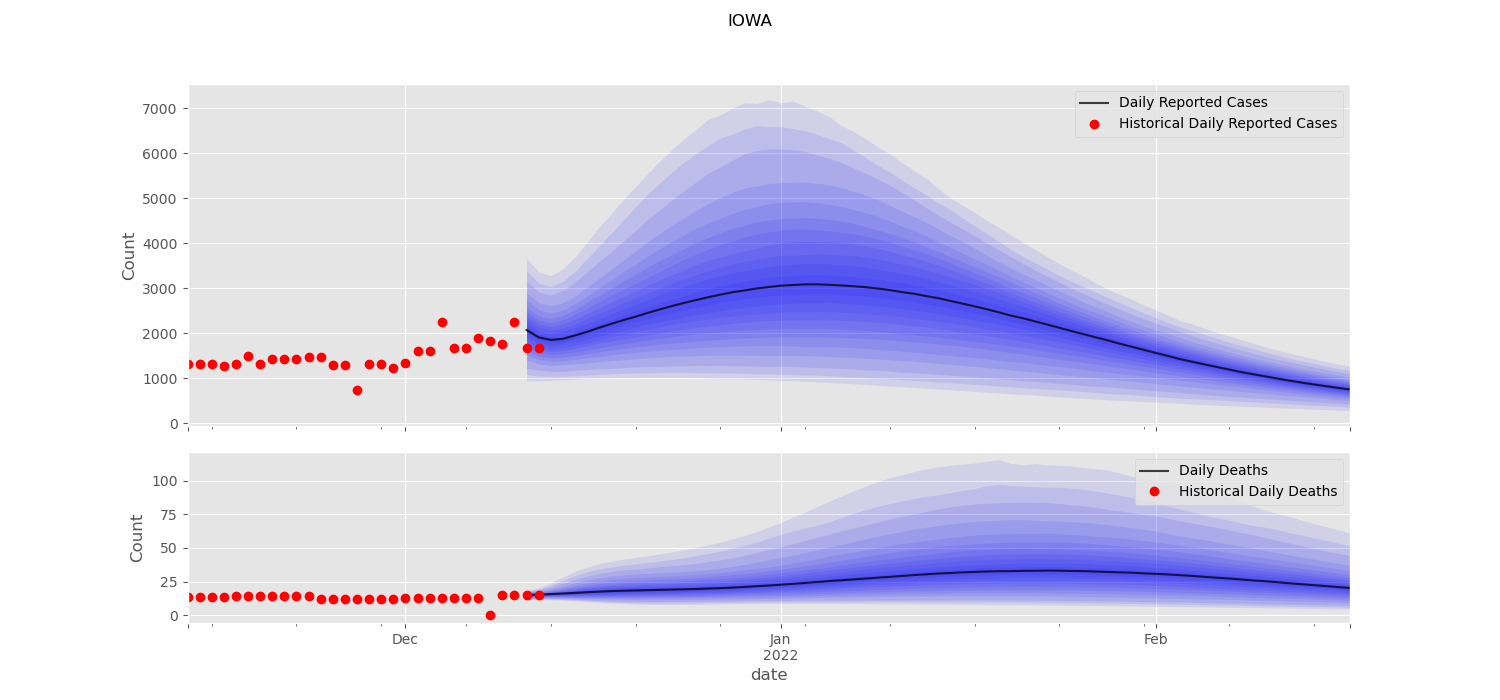 IOWA
7000
6000
5000
4000
3000
2000
1000
0
Count
Daily Reported Cases
Historical Daily Reported Cases
100
75
50
25
0
Count
Daily Deaths
Historical Daily Deaths
Dec
Jan
2022
Feb
date